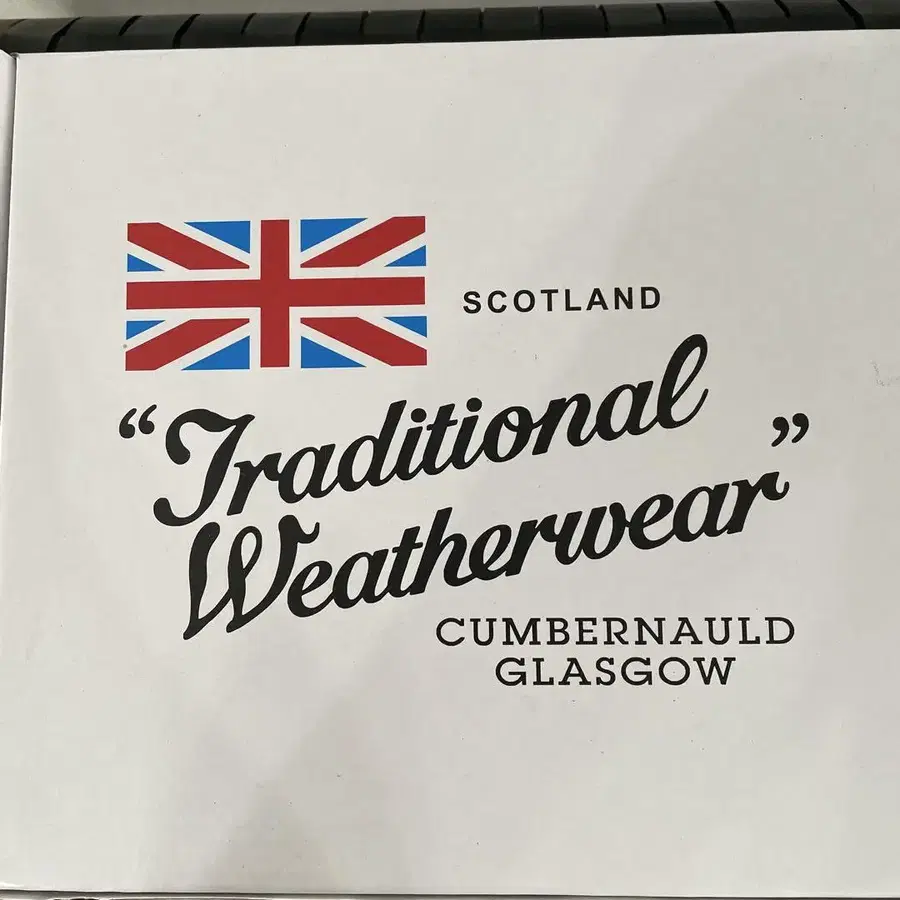 SCOTLAND
“Traditional
Weatherwear”
CUMBERNAULD
GLASGOW